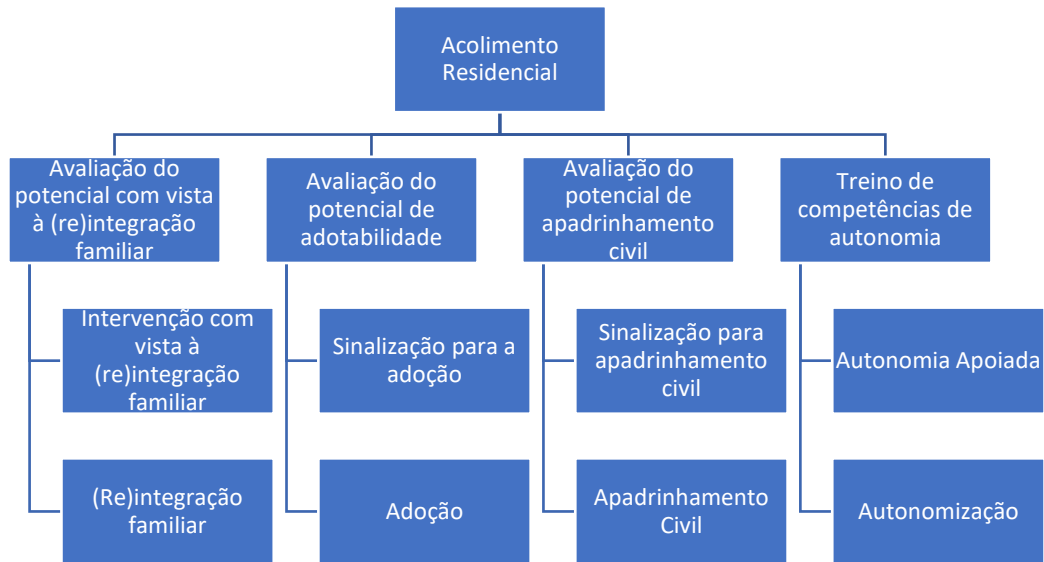 Acolimento
Residencial
Avaliação do
potencial com vista
à (re)integração
familiar
Avaliação do
potencial de
adotabilidade
Avaliação do
potencial de
apadrinhamento
civil
Treino de
competências de
autonomia
Intervenção com
vista à
(re)integração
familiar
Sinalização para a
adoção
Sinalização para
apadrinhamento
civil
Autonomia Apoiada
(Re)integração
familiar
Adoção
Apadrinhamento
Civil
Autonomização